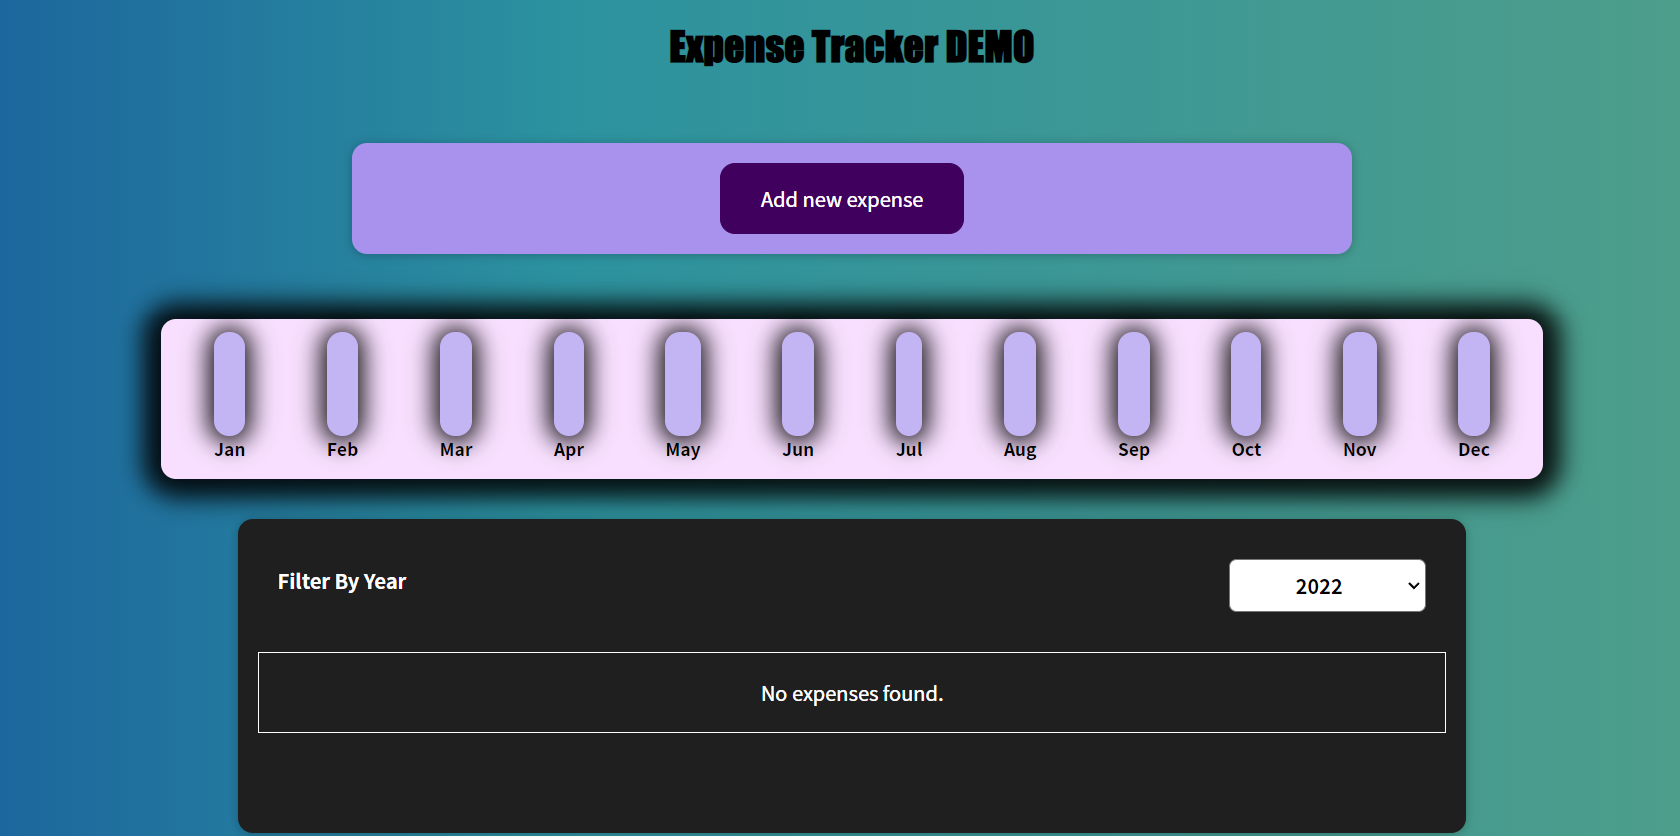 Expense Tracker DEMO
Add new expense
Jan Feb Mar Apr May Jun Jul Aug Sep Oct Nov Dec
Filter By Year 2022
No expenses found.